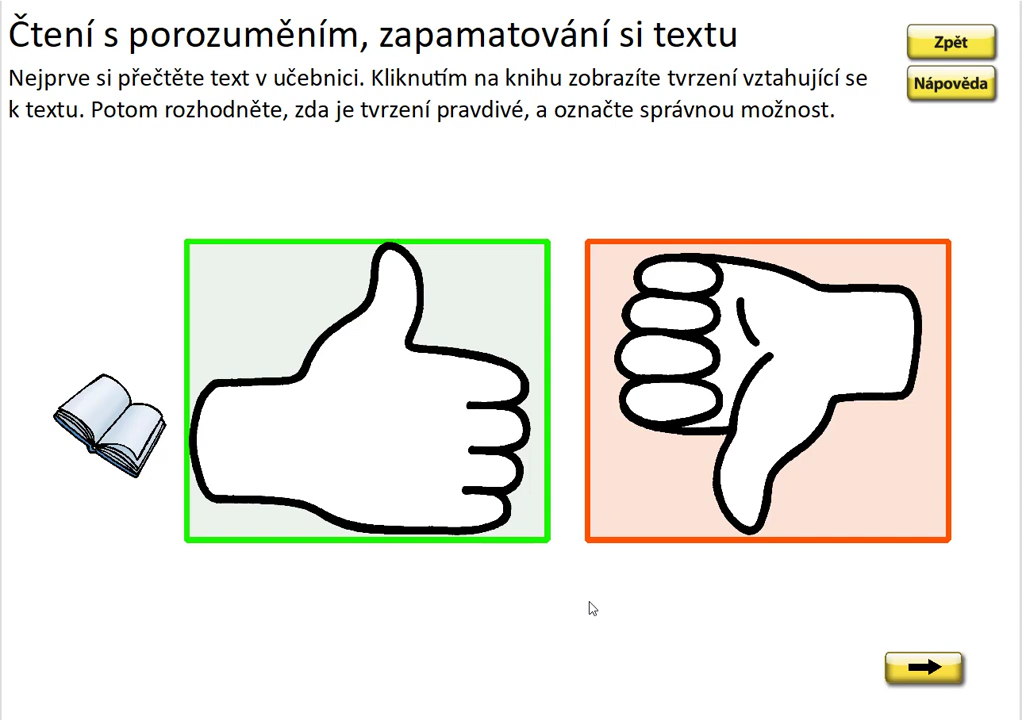 Čtení s porozuměním, zapamatování si textu
Zpět
Nejprve si přečtěte text v učebnici. Kliknutím na knihu zobrazíte tvrzení vztahující se
Nápověda
k textu. Potom rozhodněte, zda je tvrzení pravdivé, a označte správnou možnost.